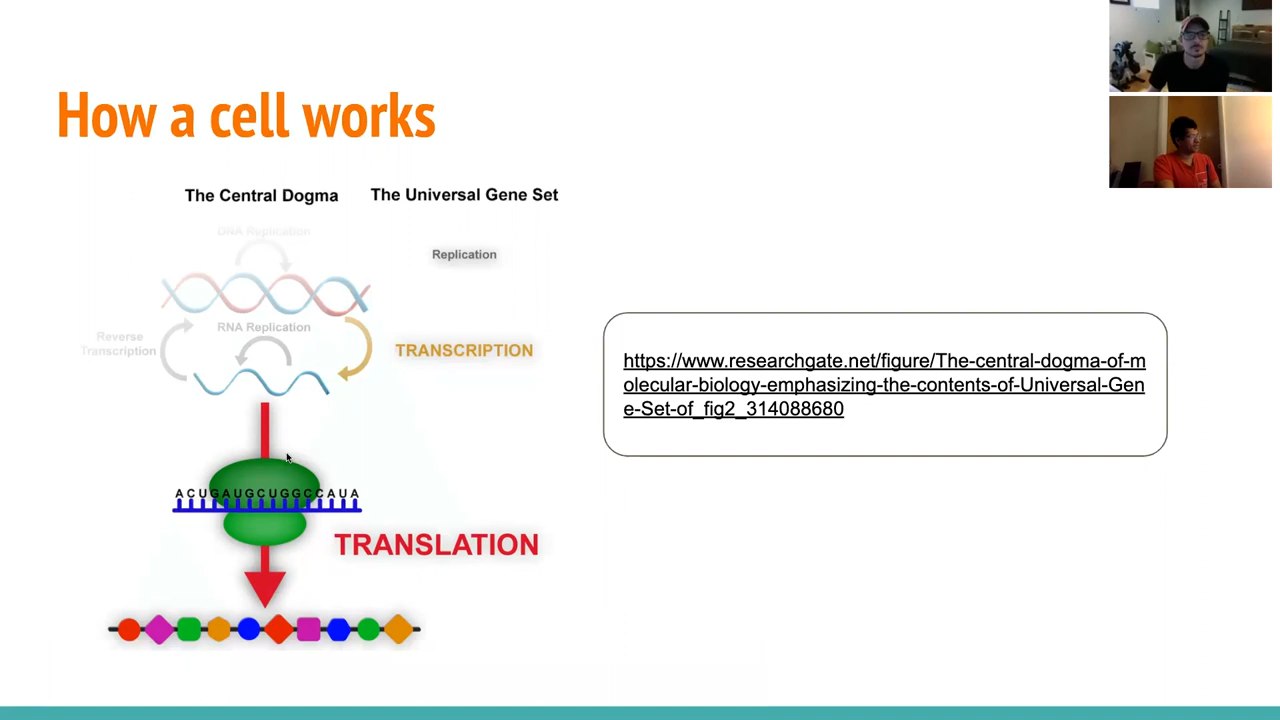 How a cell works
The Central Dogma
The Universal Gene Set
DNA Replication
Replication
Reverse
Transcription
RNA Replication
TRANSCRIPTION
ACUGAUGCUGGCCAUA
TRANSLATION
https://www.researchgate.net/figure/The-central-dogma-of-m
olecular-biology-emphasizing-the-contents-of-Universal-Gen
e-Set-of_fig2_314088680